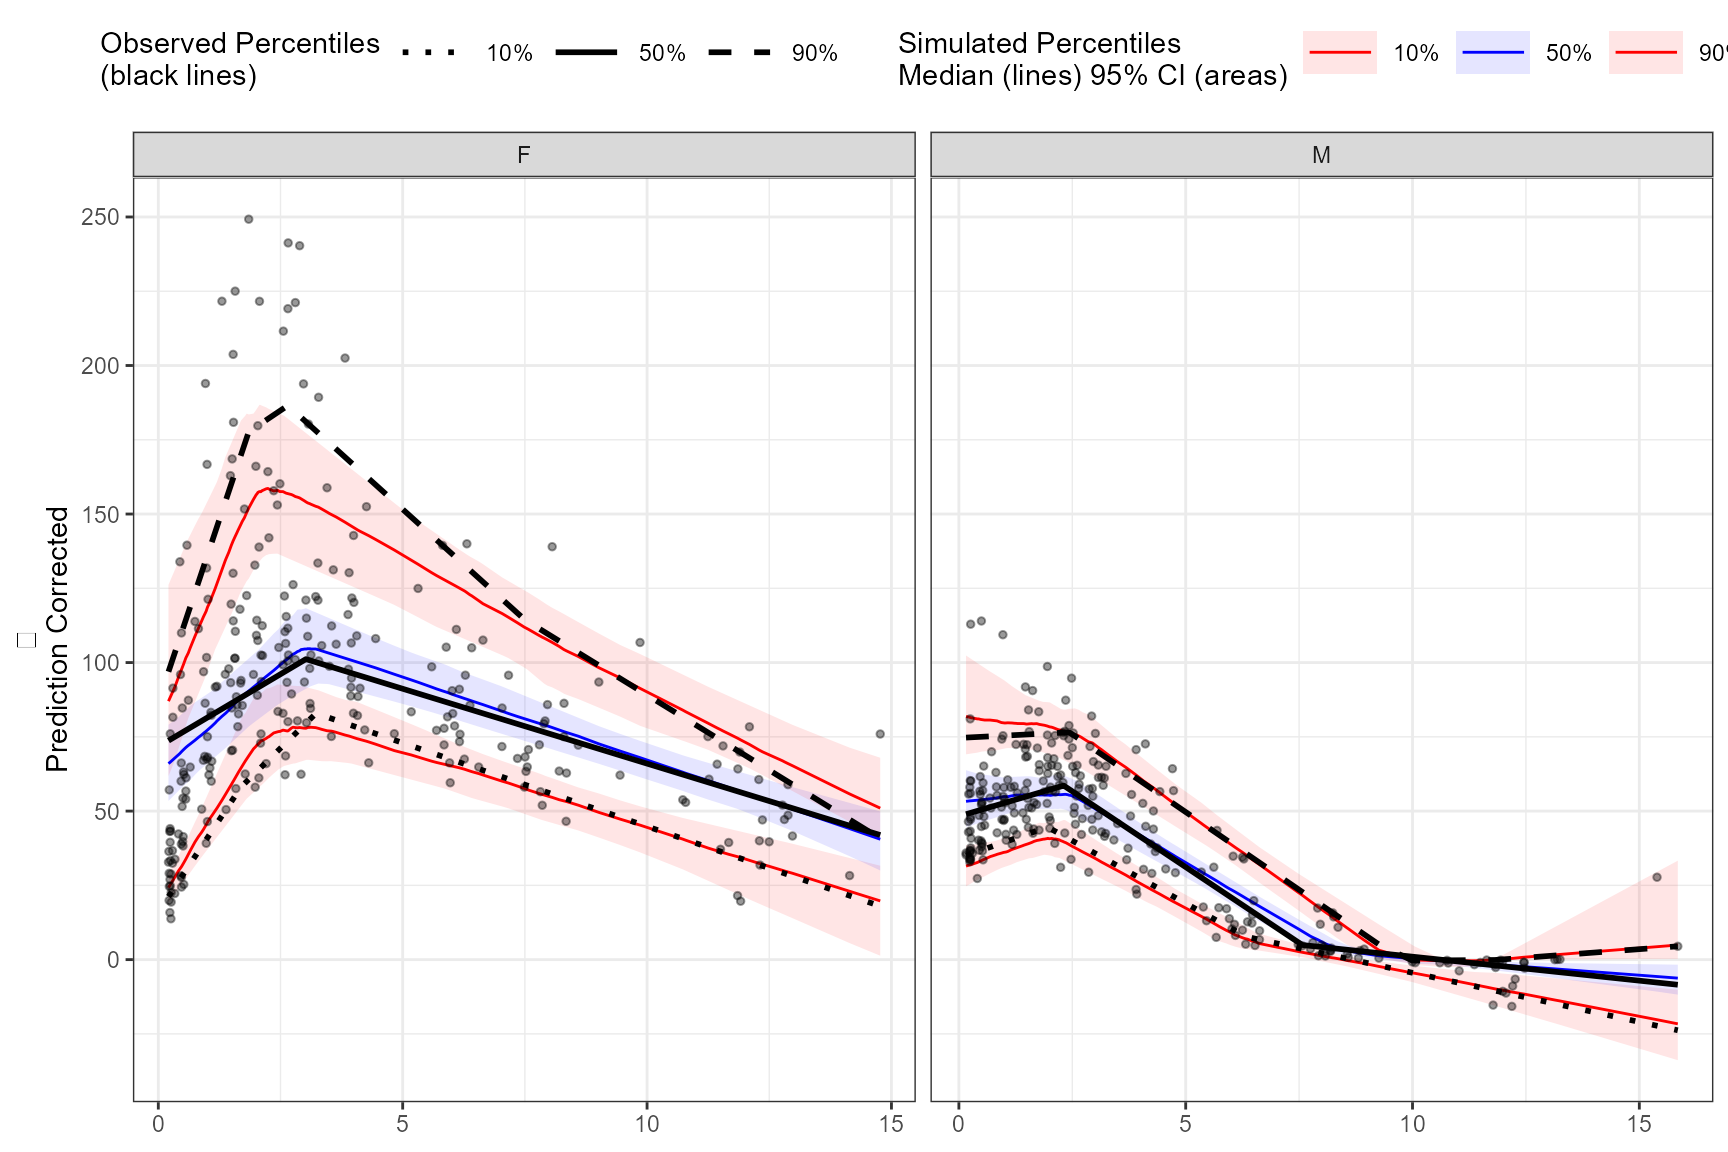 Observed Percentiles
(black lines)
10%
50%
90%
Simulated Percentiles
Median (lines) 95% CI (areas)
10%
50%
90
F
M
250
200
150
100
50
0
Prediction Corrected
0
5
10
15
0
5
10
15